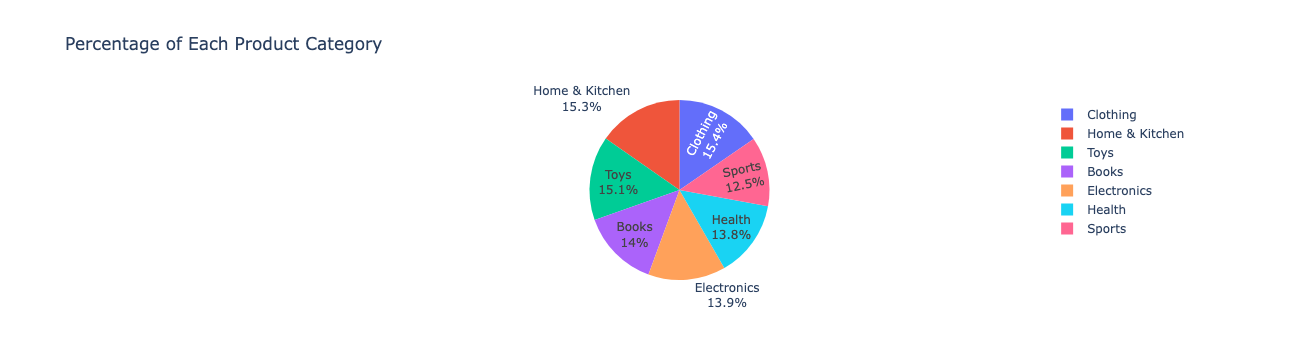 Percentage of Each Product Category
Home & Kitchen
15.3%
Clothing
15.4%
Sports
12.5%
Toys
15.1%
Health
13.8%
Books
14%
Electronics
13.9%
Clothing
Home & Kitchen
Toys
Books
Electronics
Health
Sports